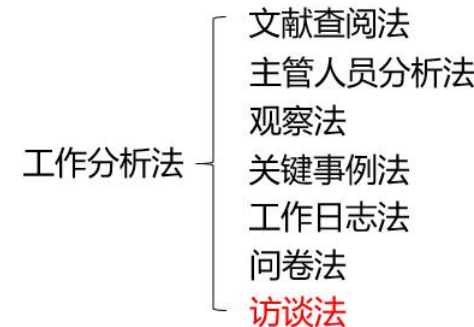 文献查阅法
主管人员分析法
观察法
工作分析法
关键事例法
工作日志法
问卷法
访谈法